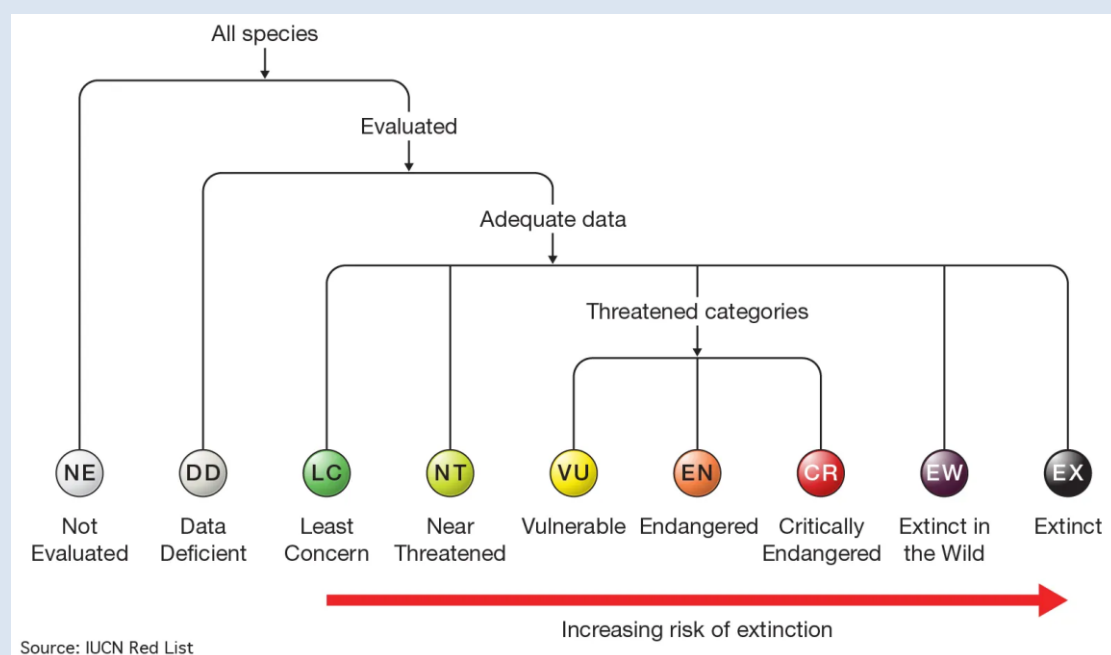 All species
Evaluated
Adequate data
Threatened categories
NE
DD
LC
NT
VU
EN
CR
EW
EX
Not
Evaluated
Data
Deficient
Least
Concern
Near
Threatened
Vulnerable
Endangered
Critically
Endangered
Extinct in
the Wild
Extinct
Increasing risk of extinction
Source: IUCN Red List